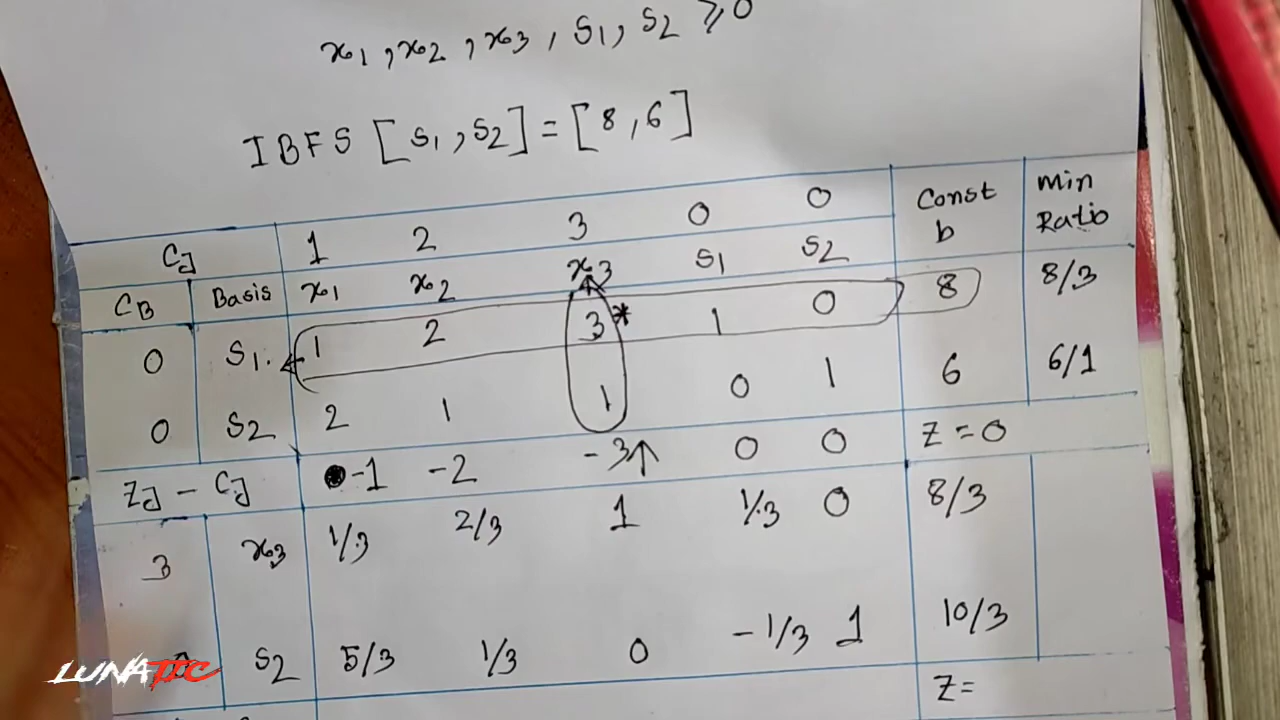 x1, x2, x3, s1, s2 ⩾ 0
IBFS [s1, s2] = [8, 6]
CJ 1 2 3 0 0 Const b Min Ratio
CB Basis x1 x2 x3 s1 s2
0 s1. 1 2 3* 1 0 8 8/3
0 s2 2 1 1 0 1 6 6/1
ZJ - CJ -1 -2 -3↑ 0 0 Z = 0
3 x3 1/3 2/3 1 1/3 0 8/3
0 s2 5/3 1/3 0 -1/3 1 10/3
Z =
LUNATIC